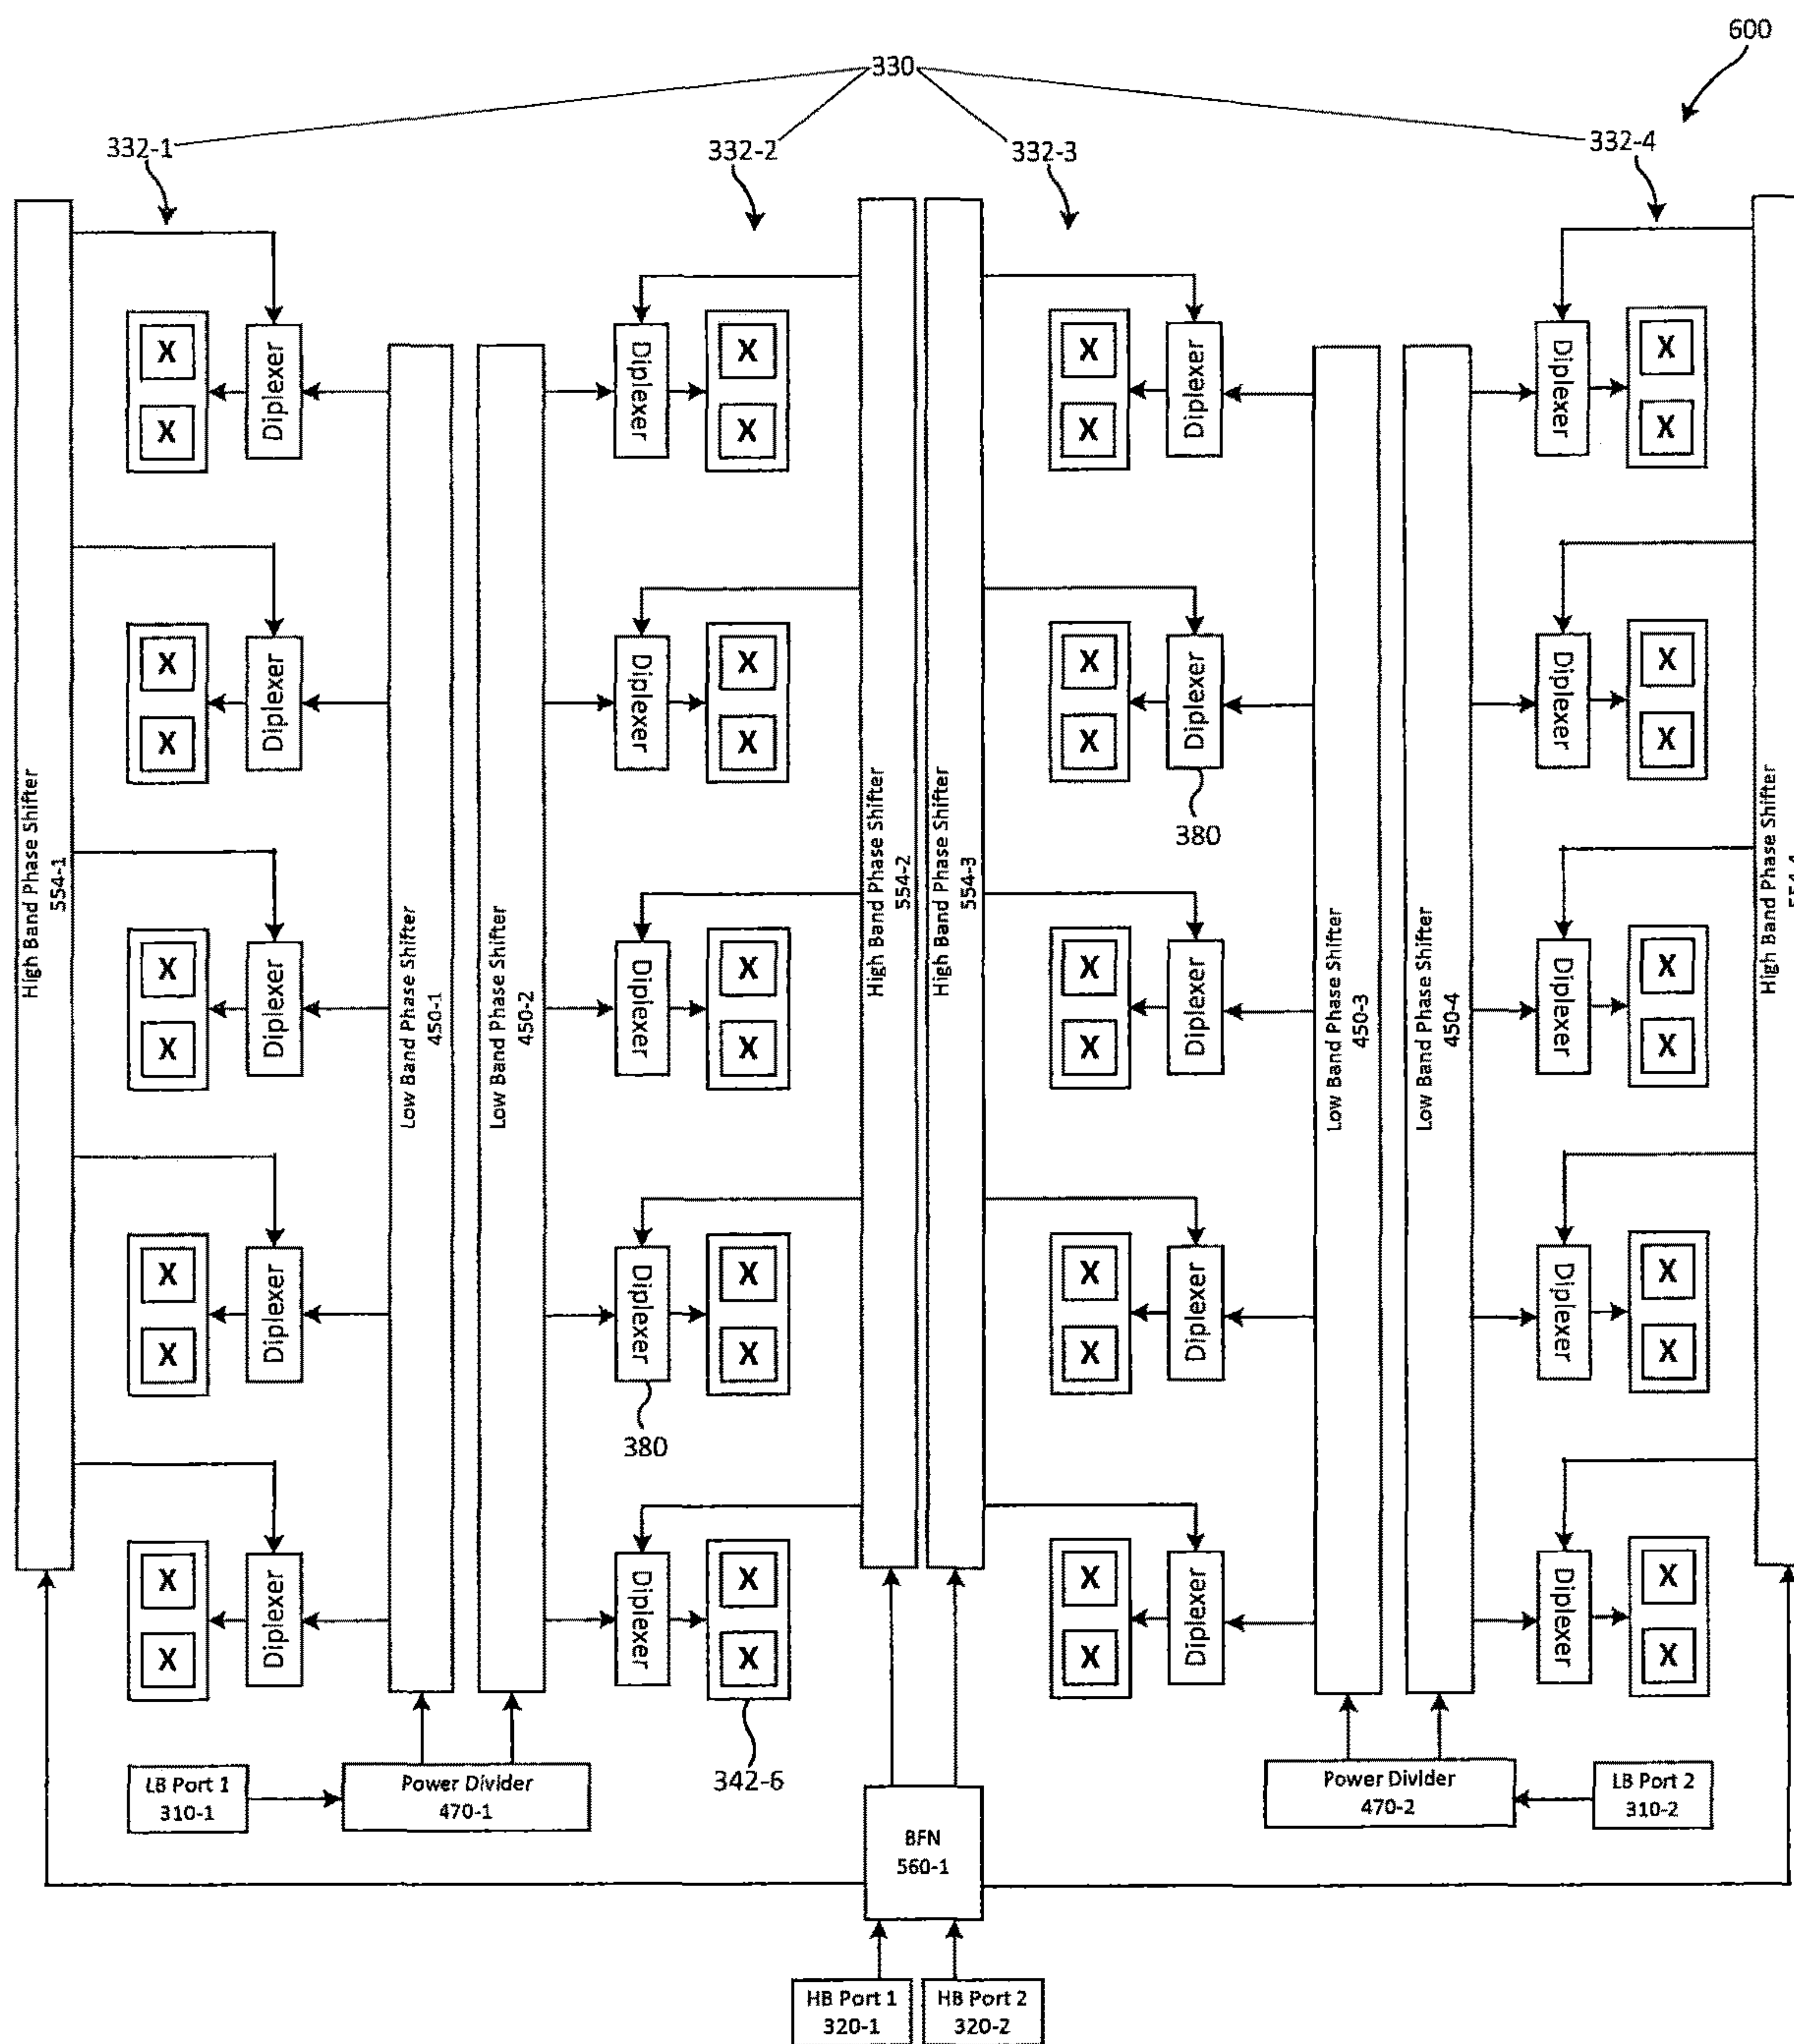 600
330
332-1
332-2
332-3
332-4
X
X
Diplexer
Diplexer
X
X
X
X
Diplexer
Diplexer
X
X
X
X
Diplexer
Diplexer
X
X
X
X
Diplexer
Diplexer
X
X
380
X
X
Diplexer
Diplexer
X
X
X
X
Diplexer
Diplexer
X
X
X
X
Diplexer
Diplexer
X
X
X
X
Diplexer
Diplexer
X
X
380
X
X
Diplexer
Diplexer
X
X
X
X
Diplexer
Diplexer
X
X
342-6
High Band Phase Shifter
554-1
Low Band Phase Shifter
450-1
Low Band Phase Shifter
450-2
High Band Phase Shifter
554-2
High Band Phase Shifter
554-3
Low Band Phase Shifter
450-3
Low Band Phase Shifter
450-4
High Band Phase Shifter
LB Port 1
310-1
Power Divider
470-1
Power Divider
470-2
LB Port 2
310-2
BFN
560-1
HB Port 1
320-1
HB Port 2
320-2